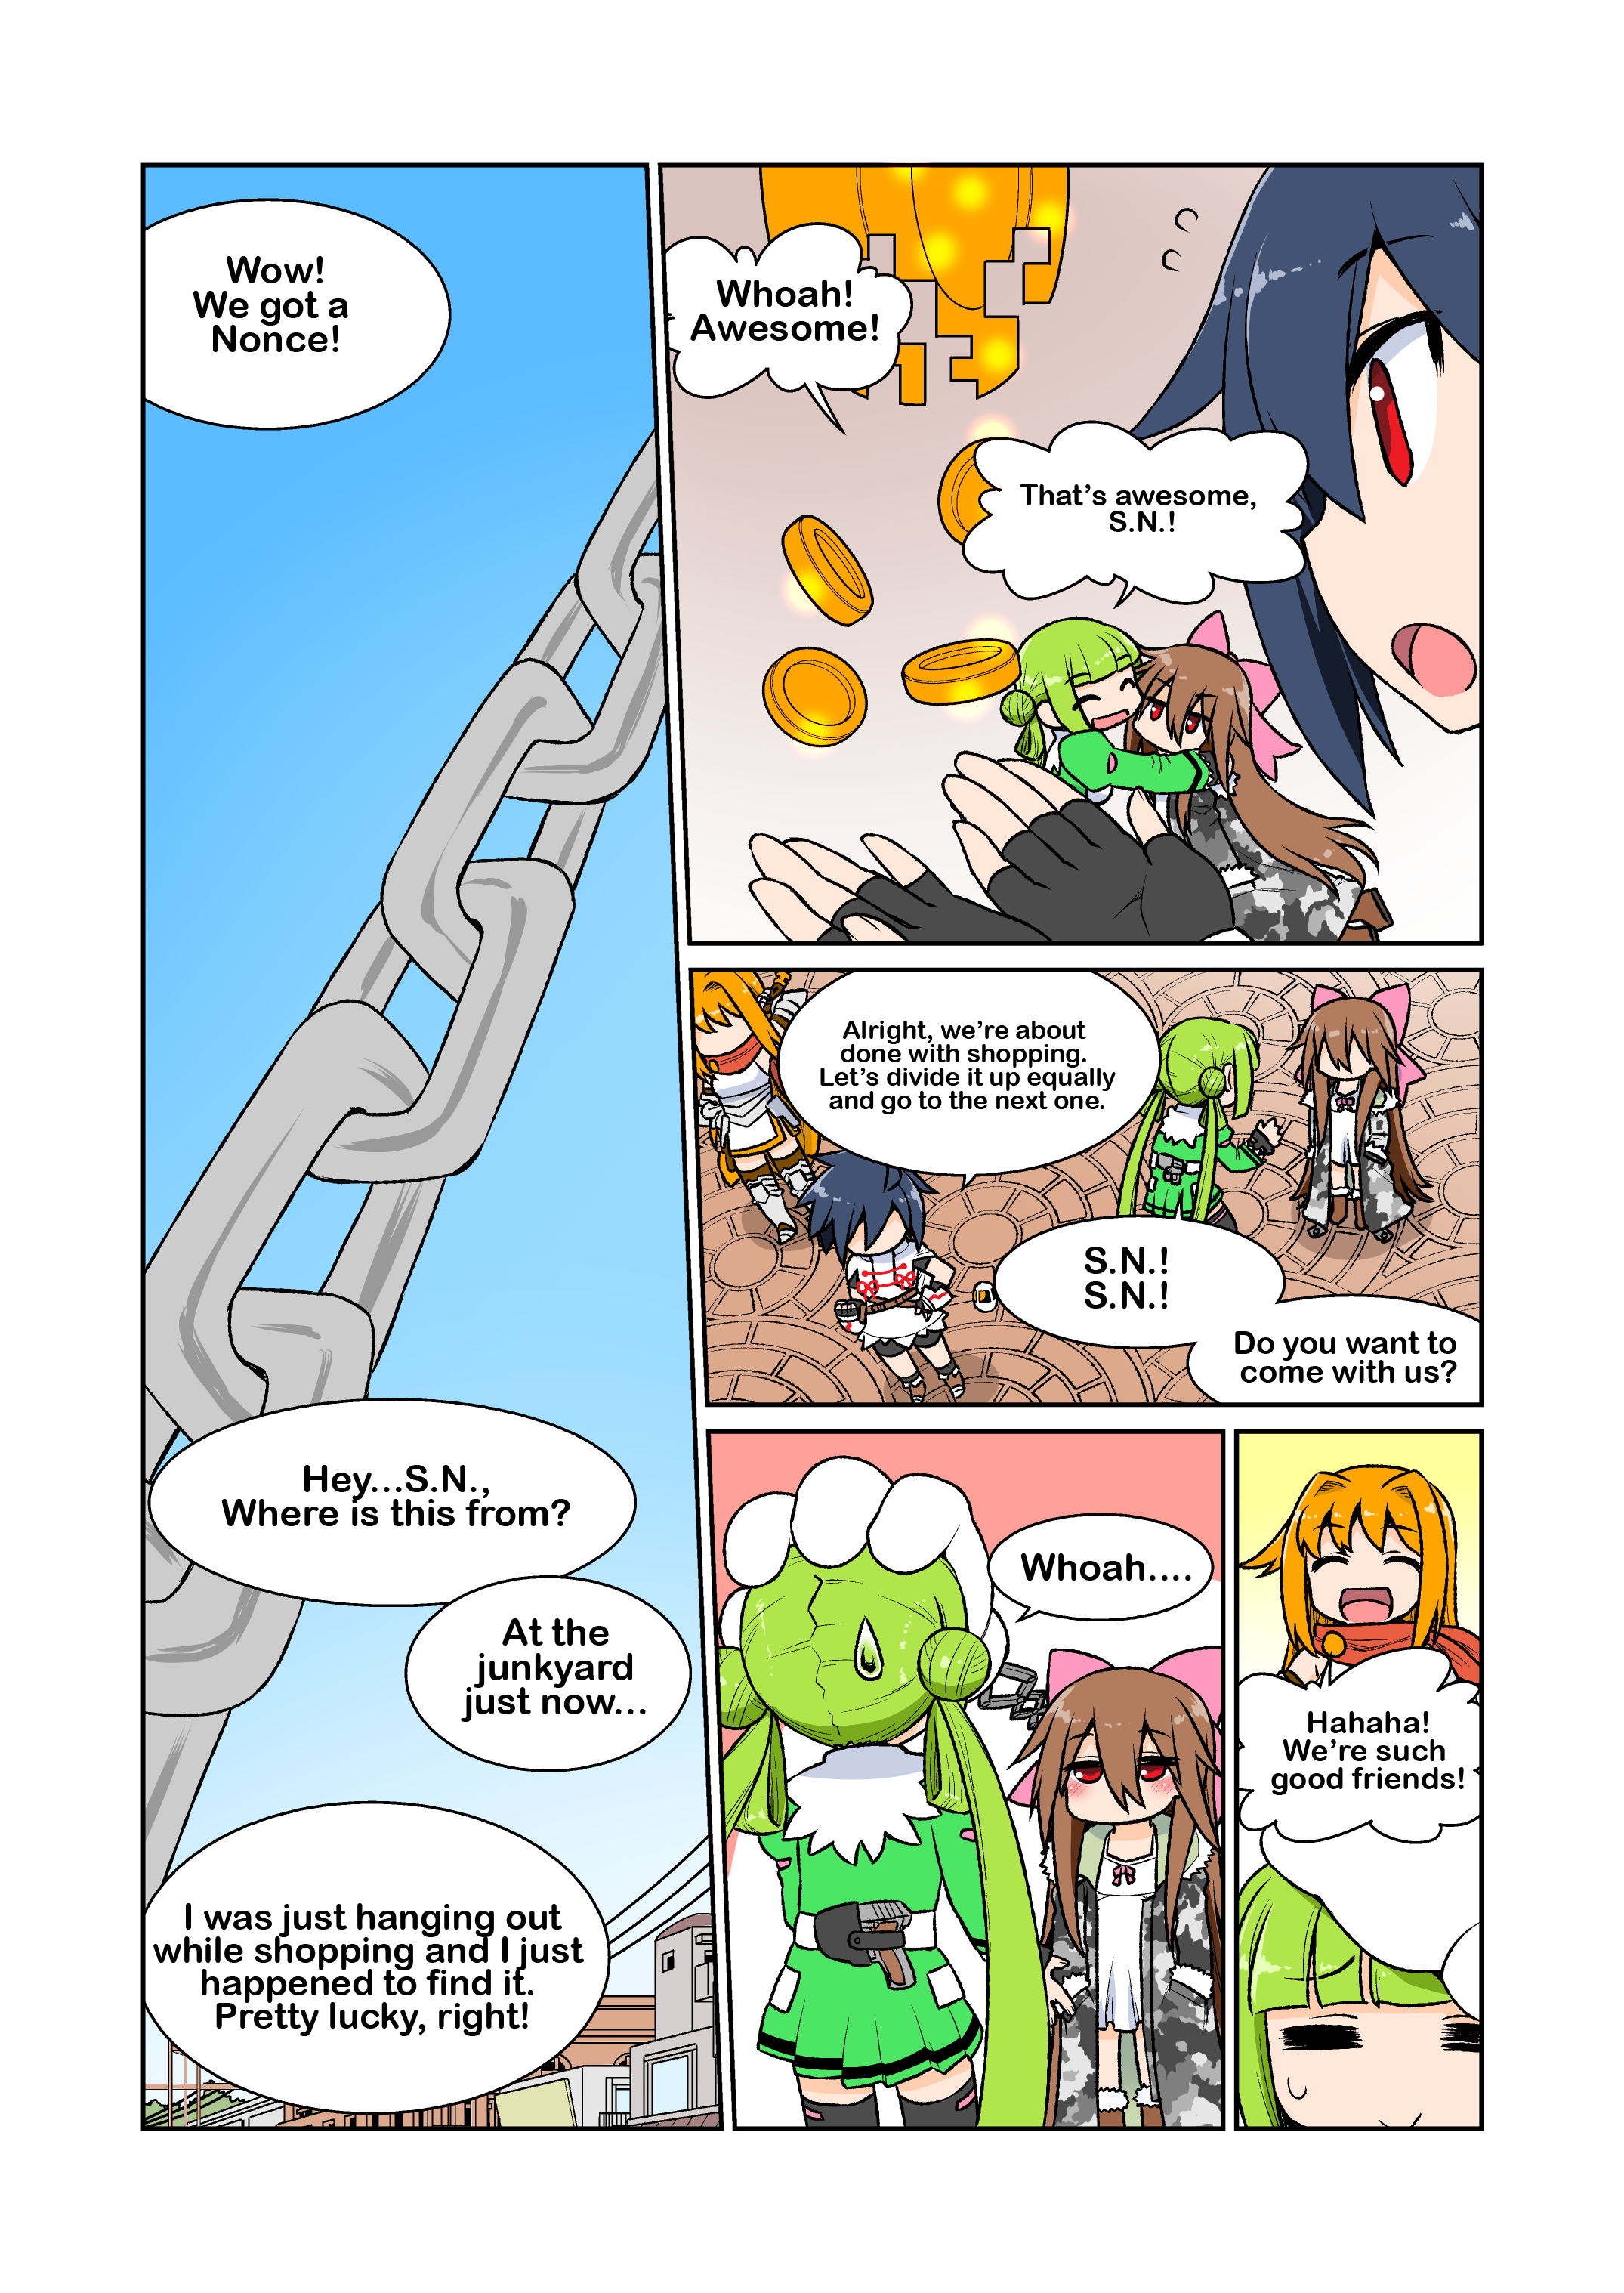 Whoah!
Awesome!
That's awesome,
S.N.!
Alright, we're about
done with shopping.
Let's divide it up equally
and go to the next one.
S.N.!
S.N.!
Do you want to
come with us?
Hahaha!
We're such
good friends!
Whoah....
Wow!
We got a
Nonce!
Hey...S.N.,
Where is this from?
At the
junkyard
just now...
I was just hanging out
while shopping and I just
happened to find it.
Pretty lucky, right!